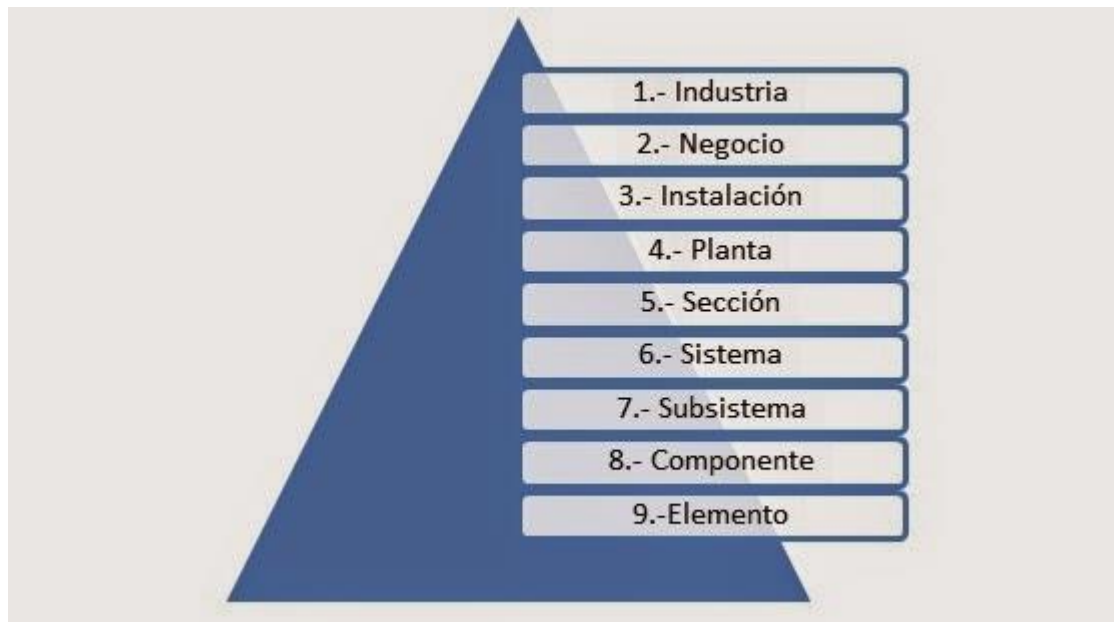 1.- Industria
2.- Negocio
3.- Instalación
4.- Planta
5.- Sección
6.- Sistema
7.- Subsistema
8.- Componente
9.-Elemento